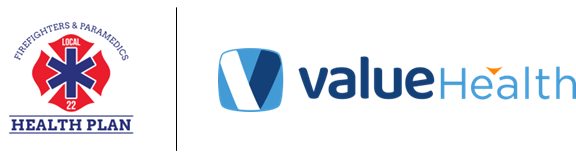 FIREFIGHTERS & PARAMEDICS
LOCAL
22
HEALTH PLAN
valueHealth